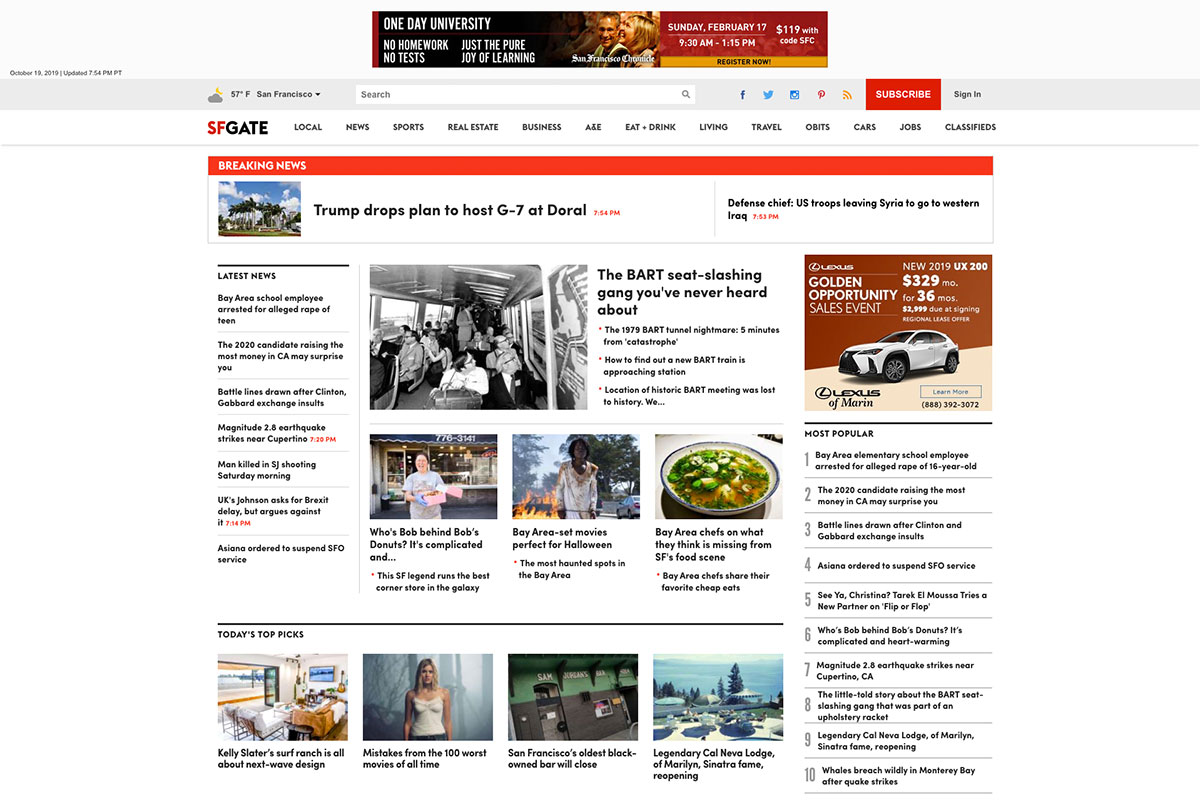 ONE DAY UNIVERSITY
NO HOMEWORK
NO TESTS
JUST THE PURE
JOY OF LEARNING
San Francisco Chronicle
SUNDAY, FEBRUARY 17
9:30 AM - 1:15 PM
$119 with
code SFC
REGISTER NOW!
October 19, 2019 | Updated 7:54 PM PT
57° F San Francisco
Search
SUBSCRIBE
Sign In
SFGATE
LOCAL NEWS SPORTS REAL ESTATE BUSINESS A&E EAT + DRINK LIVING TRAVEL OBITS CARS JOBS CLASSIFIEDS
BREAKING NEWS
Trump drops plan to host G-7 at Doral 7:54 PM
Defense chief: US troops leaving Syria to go to western
Iraq 7:53 PM
LATEST NEWS
Bay Area school employee
arrested for alleged rape of
teen
The 2020 candidate raising the
most money in CA may surprise
you
Battle lines drawn after Clinton,
Gabbard exchange insults
Magnitude 2.8 earthquake
strikes near Cupertino 7:20 PM
Man killed in SJ shooting
Saturday morning
UK's Johnson asks for Brexit
delay, but argues against
it 7:14 PM
Asiana ordered to suspend SFO
service
The BART seat-slashing
gang you've never heard
about
The 1979 BART tunnel nightmare: 5 minutes
from 'catastrophe'
How to find out a new BART train is
approaching station
Location of historic BART meeting was lost
to history. We...
776-3141
Who's Bob behind Bob's
Donuts? It's complicated
and...
This SF legend runs the best
corner store in the galaxy
Bay Area-set movies
perfect for Halloween
The most haunted spots in
the Bay Area
Bay Area chefs on what
they think is missing from
SF's food scene
Bay Area chefs share their
favorite cheap eats
LEXUS
GOLDEN
OPPORTUNITY
SALES EVENT
NEW 2019 UX 200
$329 mo.
for 36 mos.
$2,999 due at signing
REGIONAL LEASE OFFER
LEXUS
of Marin
Learn More
(888) 392-3072
MOST POPULAR
1 Bay Area elementary school employee
arrested for alleged rape of 16-year-old
2 The 2020 candidate raising the most
money in CA may surprise you
3 Battle lines drawn after Clinton and
Gabbard exchange insults
4 Asiana ordered to suspend SFO service
5 See Ya, Christina? Tarek El Moussa Tries a
New Partner on 'Flip or Flop'
6 Who's Bob behind Bob's Donuts? It's
complicated and heart-warming
7 Magnitude 2.8 earthquake strikes near
Cupertino, CA
8 The little-told story about the BART seat-
slashing gang that was part of an
upholstery racket
9 Legendary Cal Neva Lodge, of Marilyn,
Sinatra fame, reopening
10 Whales breach wildly in Monterey Bay
after quake strikes
TODAY'S TOP PICKS
Kelly Slater's surf ranch is all
about next-wave design
Mistakes from the 100 worst
movies of all time
SAM JORDAN'S BAR
San Francisco's oldest black-
owned bar will close
Legendary Cal Neva Lodge,
of Marilyn, Sinatra fame,
reopening